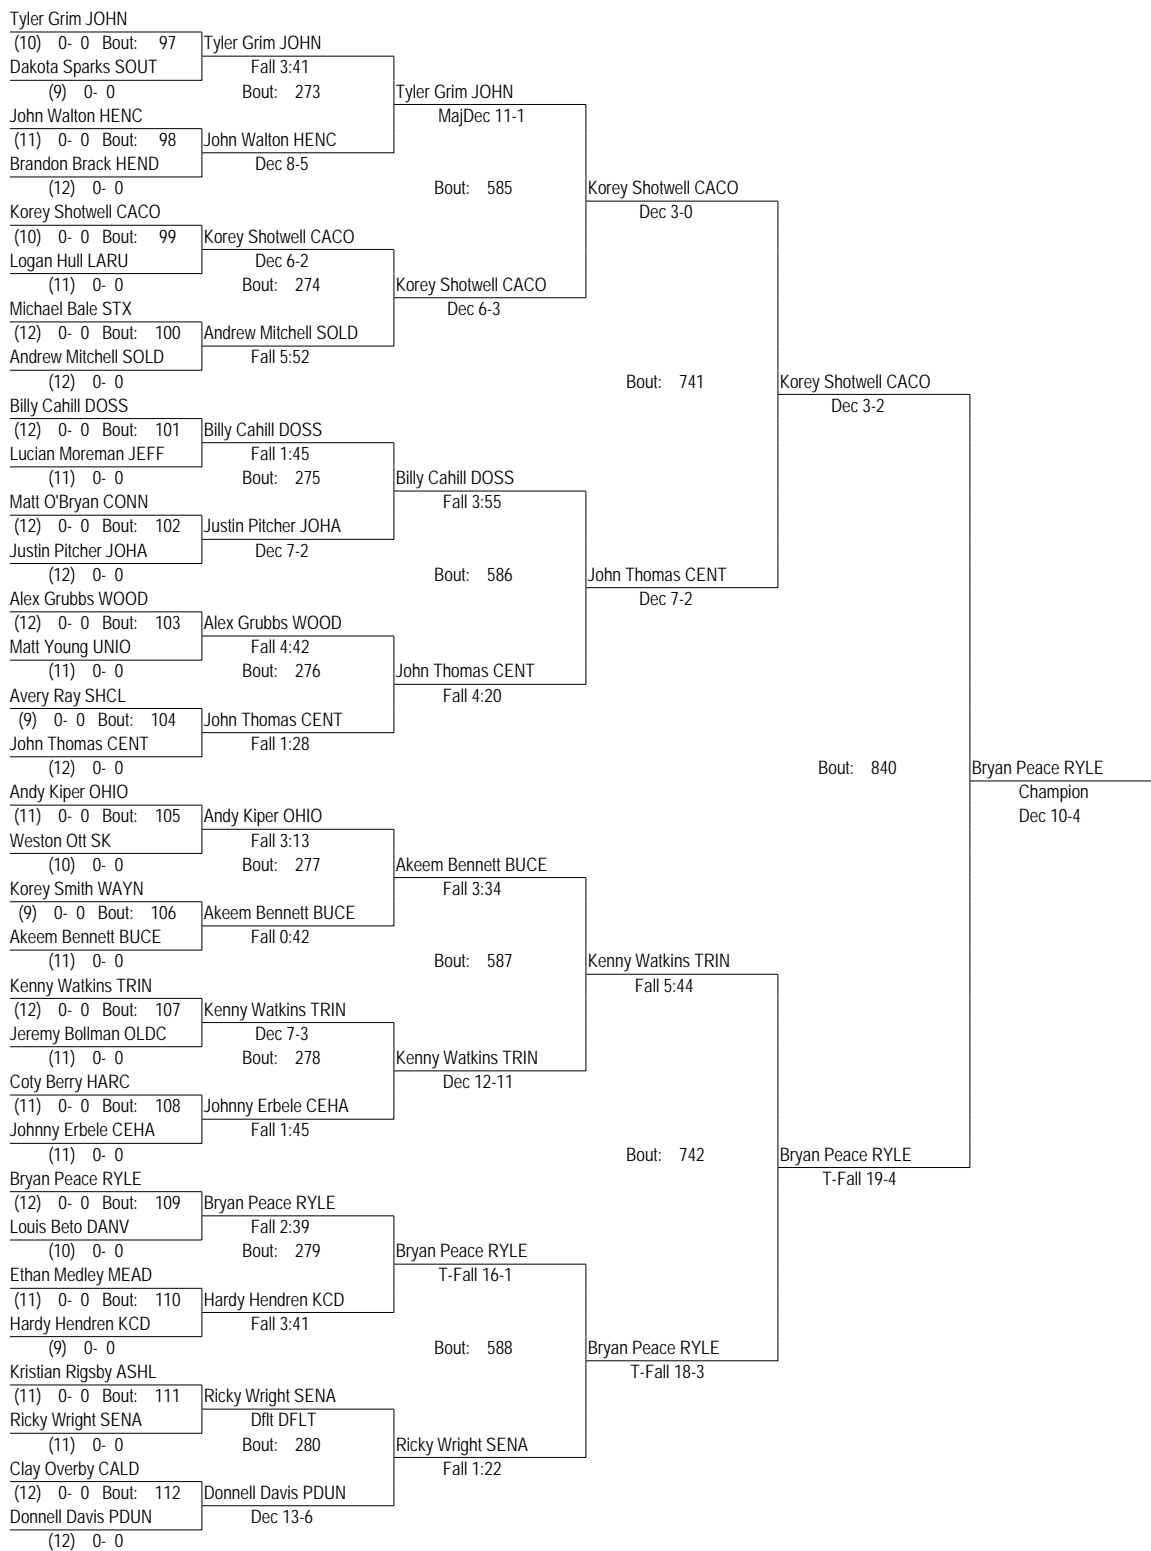 Tyler Grim JOHN
(10) 0- 0 Bout: 97 Tyler Grim JOHN
Dakota Sparks SOUT Fall 3:41
(9) 0- 0 Bout: 273 Tyler Grim JOHN
John Walton HENC MajDec 11-1
(11) 0- 0 Bout: 98 John Walton HENC
Brandon Brack HEND Dec 8-5
(12) 0- 0 Bout: 585 Korey Shotwell CACO
Korey Shotwell CACO Dec 3-0
(10) 0- 0 Bout: 99 Korey Shotwell CACO
Logan Hull LARU Dec 6-2
(11) 0- 0 Bout: 274 Korey Shotwell CACO
Michael Bale STX Dec 6-3
(12) 0- 0 Bout: 100 Andrew Mitchell SOLD
Andrew Mitchell SOLD Fall 5:52
(12) 0- 0 Bout: 741 Korey Shotwell CACO
Billy Cahill DOSS Dec 3-2
(12) 0- 0 Bout: 101 Billy Cahill DOSS
Lucian Moreman JEFF Fall 1:45
(11) 0- 0 Bout: 275 Billy Cahill DOSS
Matt O'Bryan CONN Fall 3:55
(12) 0- 0 Bout: 102 Justin Pitcher JOHA
Justin Pitcher JOHA Dec 7-2
(12) 0- 0 Bout: 586 John Thomas CENT
Alex Grubbs WOOD Dec 7-2
(12) 0- 0 Bout: 103 Alex Grubbs WOOD
Matt Young UNIO Fall 4:42
(11) 0- 0 Bout: 276 John Thomas CENT
Avery Ray SHCL Fall 4:20
(9) 0- 0 Bout: 104 John Thomas CENT
John Thomas CENT Fall 1:28
(12) 0- 0 Bout: 840 Bryan Peace RYLE
Andy Kiper OHIO Champion
(11) 0- 0 Bout: 105 Andy Kiper OHIO Dec 10-4
Weston Ott SK Fall 3:13
(10) 0- 0 Bout: 277 Akeem Bennett BUCE
Korey Smith WAYN Fall 3:34
(9) 0- 0 Bout: 106 Akeem Bennett BUCE
Akeem Bennett BUCE Fall 0:42
(11) 0- 0 Bout: 587 Kenny Watkins TRIN
Kenny Watkins TRIN Fall 5:44
(12) 0- 0 Bout: 107 Kenny Watkins TRIN
Jeremy Bollman OLDC Dec 7-3
(11) 0- 0 Bout: 278 Kenny Watkins TRIN
Coty Berry HARC Dec 12-11
(11) 0- 0 Bout: 108 Johnny Erbele CEHA
Johnny Erbele CEHA Fall 1:45
(11) 0- 0 Bout: 742 Bryan Peace RYLE
Bryan Peace RYLE T-Fall 19-4
(12) 0- 0 Bout: 109 Bryan Peace RYLE
Louis Beto DANV Fall 2:39
(10) 0- 0 Bout: 279 Bryan Peace RYLE
Ethan Medley MEAD T-Fall 16-1
(11) 0- 0 Bout: 110 Hardy Hendren KCD
Hardy Hendren KCD Fall 3:41
(9) 0- 0 Bout: 588 Bryan Peace RYLE
Kristian Rigsby ASHL T-Fall 18-3
(11) 0- 0 Bout: 111 Ricky Wright SENA
Ricky Wright SENA Dflt DFLT
(11) 0- 0 Bout: 280 Ricky Wright SENA
Clay Overby CALD Fall 1:22
(12) 0- 0 Bout: 112 Donnell Davis PDUN
Donnell Davis PDUN Dec 13-6
(12) 0- 0